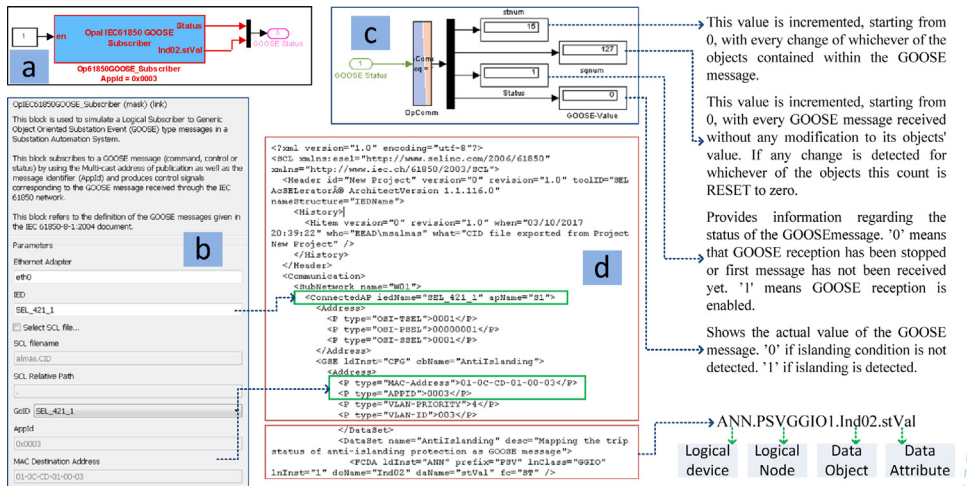 a
1
en
Opal IEC61850 GOOSE
Subscriber
Status
Ind02.stVal
GOOSE Status
Op61850GOOSE_Subscriber
AppId = 0x0003
b
OpIEC61850GOOSE_Subscriber (mask) (link)
This block is used to simulate a Logical Subscriber to Generic
Object Oriented Substation Event (GOOSE) type messages in a
Substation Automation System.
This block subscribes to a GOOSE message (command, control or
status) by using the Multi-cast address of publication as well as the
message identifier (AppId) and produces control signals
corresponding to the GOOSE message received through the IEC
61850 network.
This block refers to the definition of the GOOSE messages given in
the IEC 61850-8-1:2004 document.
Parameters
Ethernet Adapter
eth0
IED
SEL_421_1
Select SCL file...
SCL filename
almas.CID
SCL Relative Path
.
GoID SEL_421_1
AppId
0x0003
MAC Destination Address
01-0C-CD-01-00-03
c
1
GOOSE Status
OpComm
stnum
15
127
sqnum
1
Status
0
GOOSE-Value
d
<?xml version="1.0" encoding="utf-8"?>
<SCL xmlns:esel="http://www.selinc.com/2006/61850"
xmlns="http://www.iec.ch/61850/2003/SCL">
<Header id="New Project" version="0" revision="1.0" toolID="SEL
AcSELeratorÂ® ArchitectVersion 1.1.116.0"
nameStructure="IEDName">
<History>
<Hitem version="0" revision="1.0" when="03/10/2017
20:39:22" who="EEAD\msalmas" what="CID file exported from Project
New Project" />
</History>
</Header>
<Communication>
<SubNetwork name="W01">
<ConnectedAP iedName="SEL_421_1" apName="S1">
<Address>
<P type="OSI-TSEL">0001</P>
<P type="OSI-PSEL">00000001</P>
<P type="OSI-SSEL">0001</P>
</Address>
<GSE ldInst="CFG" cbName="AntiIslanding">
<Address>
<P type="MAC-Address">01-0C-CD-01-00-03</P>
<P type="APPID">0003</P>
<P type="VLAN-PRIORITY">4</P>
<P type="VLAN-ID">003</P>
</DataSet>
<DataSet name="AntiIslanding" desc="Mapping the trip
status of anti-islanding protection as GOOSE message">
<FCDA ldInst="ANN" prefix="PSV" lnClass="GGIO"
lnInst="1" doName="Ind02" daName="stVal" fc="ST" />
This value is incremented, starting from
0, with every change of whichever of the
objects contained within the GOOSE
message.
This value is incremented, starting from
0, with every GOOSE message received
without any modification to its objects'
value. If any change is detected for
whichever of the objects this count is
RESET to zero.
Provides information regarding the
status of the GOOSEmessage. '0' means
that GOOSE reception has been stopped
or first message has not been received
yet. '1' means GOOSE reception is
enabled.
Shows the actual value of the GOOSE
message. '0' if islanding condition is not
detected. '1' if islanding is detected.
ANN.PSVGGIO1.Ind02.stVal
Logical
device
Logical
Node
Data
Object
Data
Attribute